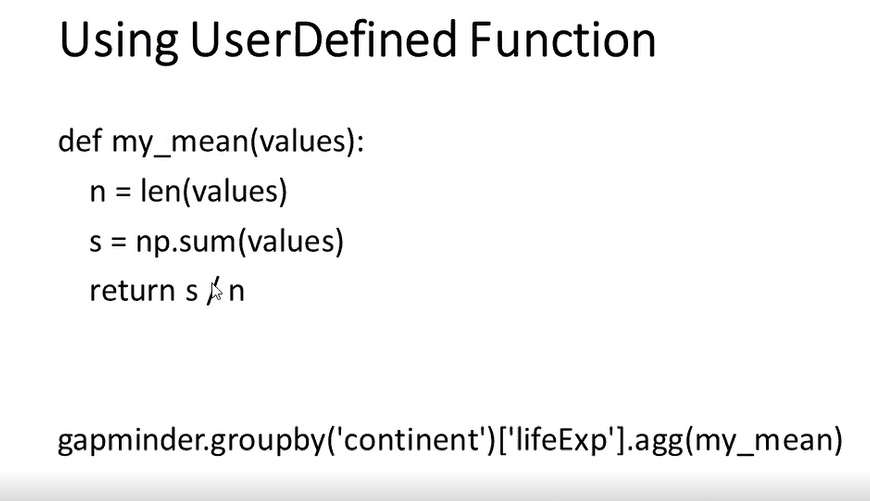 Using UserDefined Function
def my_mean(values):
n = len(values)
s = np.sum(values)
return s / n
gapminder.groupby('continent')['lifeExp'].agg(my_mean)